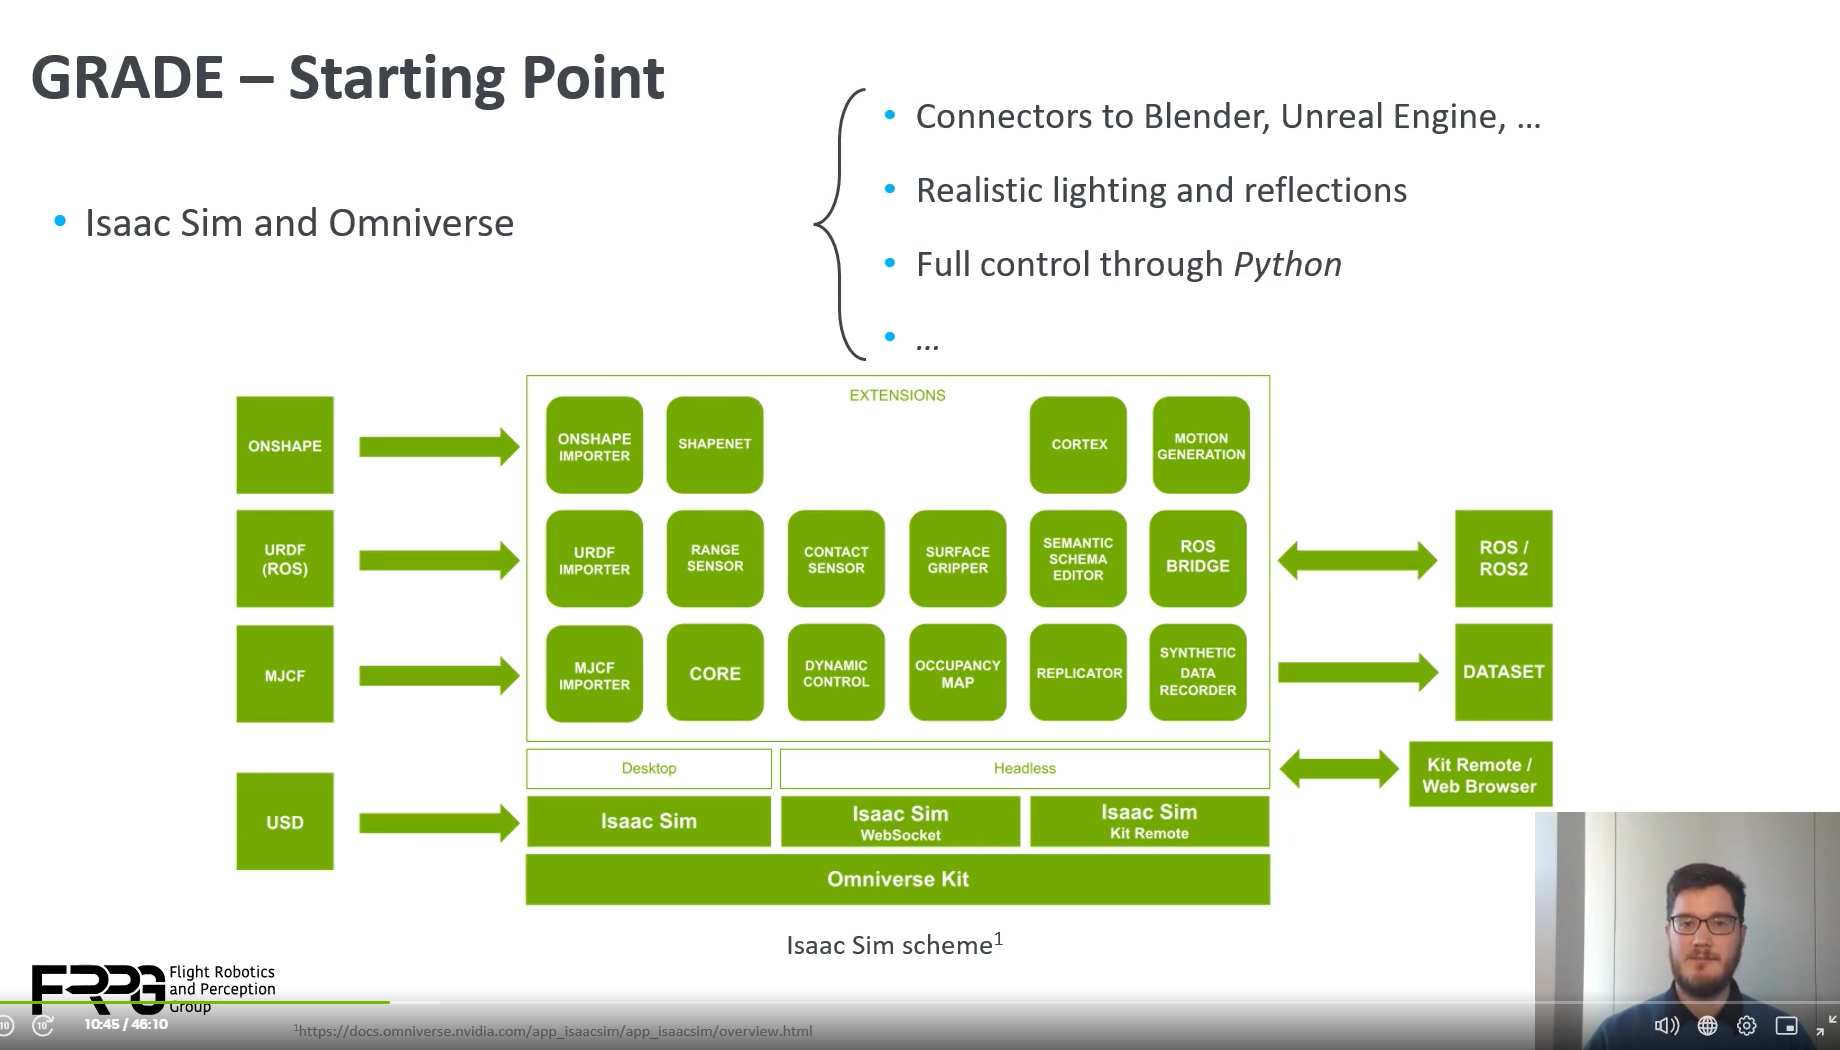 GRADE – Starting Point
• Isaac Sim and Omniverse
• Connectors to Blender, Unreal Engine, ...
• Realistic lighting and reflections
• Full control through Python
• ...
EXTENSIONS
ONSHAPE
ONSHAPE
IMPORTER
SHAPENET
CORTEX
MOTION
GENERATION
URDF
(ROS)
URDF
IMPORTER
RANGE
SENSOR
CONTACT
SENSOR
SURFACE
GRIPPER
SEMANTIC
SCHEMA
EDITOR
ROS
BRIDGE
ROS /
ROS2
MJCF
MJCF
IMPORTER
CORE
DYNAMIC
CONTROL
OCCUPANCY
MAP
REPLICATOR
SYNTHETIC
DATA
RECORDER
DATASET
Desktop
Headless
Kit Remote /
Web Browser
USD
Isaac Sim
Isaac Sim
WebSocket
Isaac Sim
Kit Remote
Omniverse Kit
Isaac Sim scheme1
FRPG
Flight Robotics
and Perception
Group
10
10
10:45 / 46:10
1https://docs.omniverse.nvidia.com/app_isaacsim/app_isaacsim/overview.html